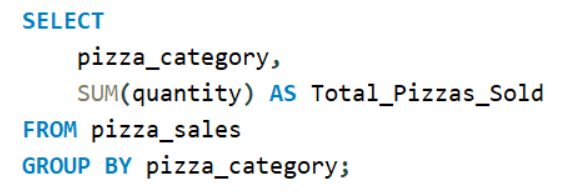 SELECT
    pizza_category,
    SUM(quantity) AS Total_Pizzas_Sold
FROM pizza_sales
GROUP BY pizza_category;